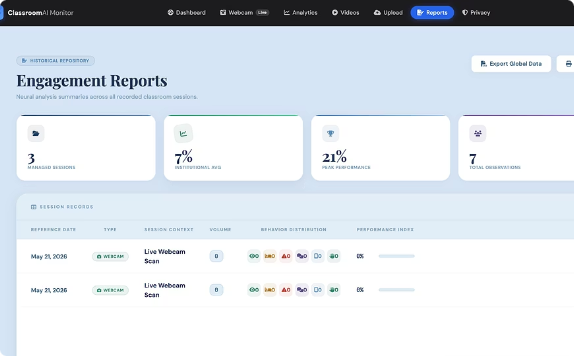 ClassroomAI Monitor
Dashboard Webcam Live Analytics Videos Upload Reports Privacy
HISTORICAL REPOSITORY
Engagement Reports
Neural analysis summaries across all recorded classroom sessions.
Export Global Data
3 7% 21% 7
MANAGED SESSIONS INSTITUTIONAL AVG PEAK PERFORMANCE TOTAL OBSERVATIONS
SESSION RECORDS
REFERENCE DATE TYPE SESSION CONTEXT VOLUME BEHAVIOR DISTRIBUTION PERFORMANCE INDEX
May 21, 2026 WEBCAM Live Webcam Scan 0 0 0 0 0 0 0 0%
May 21, 2026 WEBCAM Live Webcam Scan 0 0 0 0 0 0 0 0%